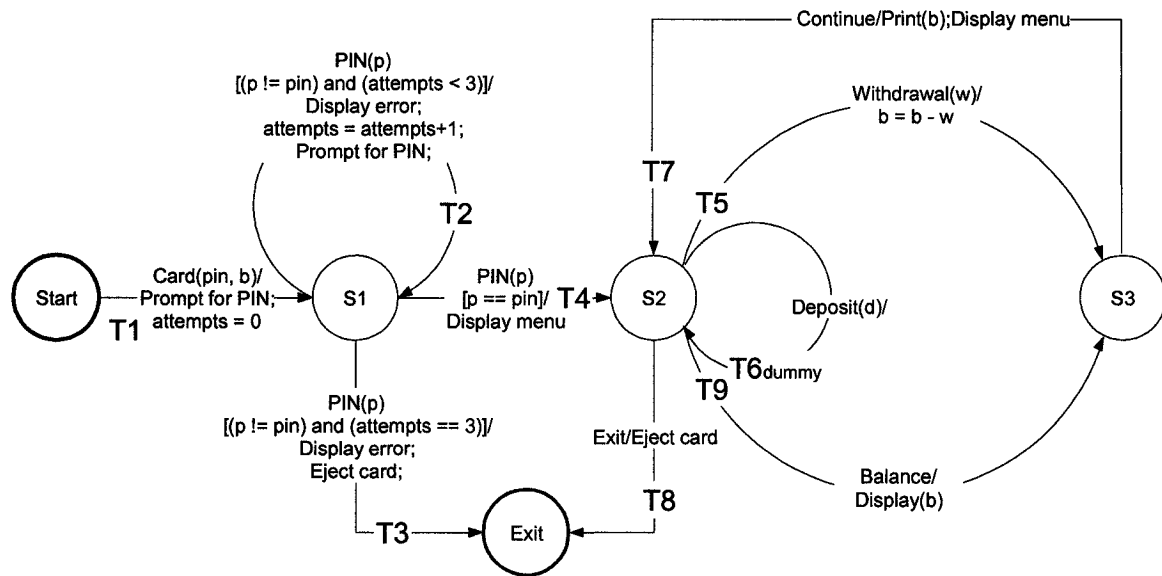 Continue/Print(b);Display menu
PIN(p)
[(p != pin) and (attempts < 3)]/
Display error;
attempts = attempts+1;
Prompt for PIN;
Withdrawal(w)/
b = b - w
T7
T5
T2
Start
Card(pin, b)/
Prompt for PIN;
attempts = 0
T1
S1
PIN(p)
[p == pin]/
Display menu
T4
S2
Deposit(d)/
S3
T6dummy
T9
PIN(p)
[(p != pin) and (attempts == 3)]/
Display error;
Eject card;
Exit/Eject card
Balance/
Display(b)
T8
T3
Exit